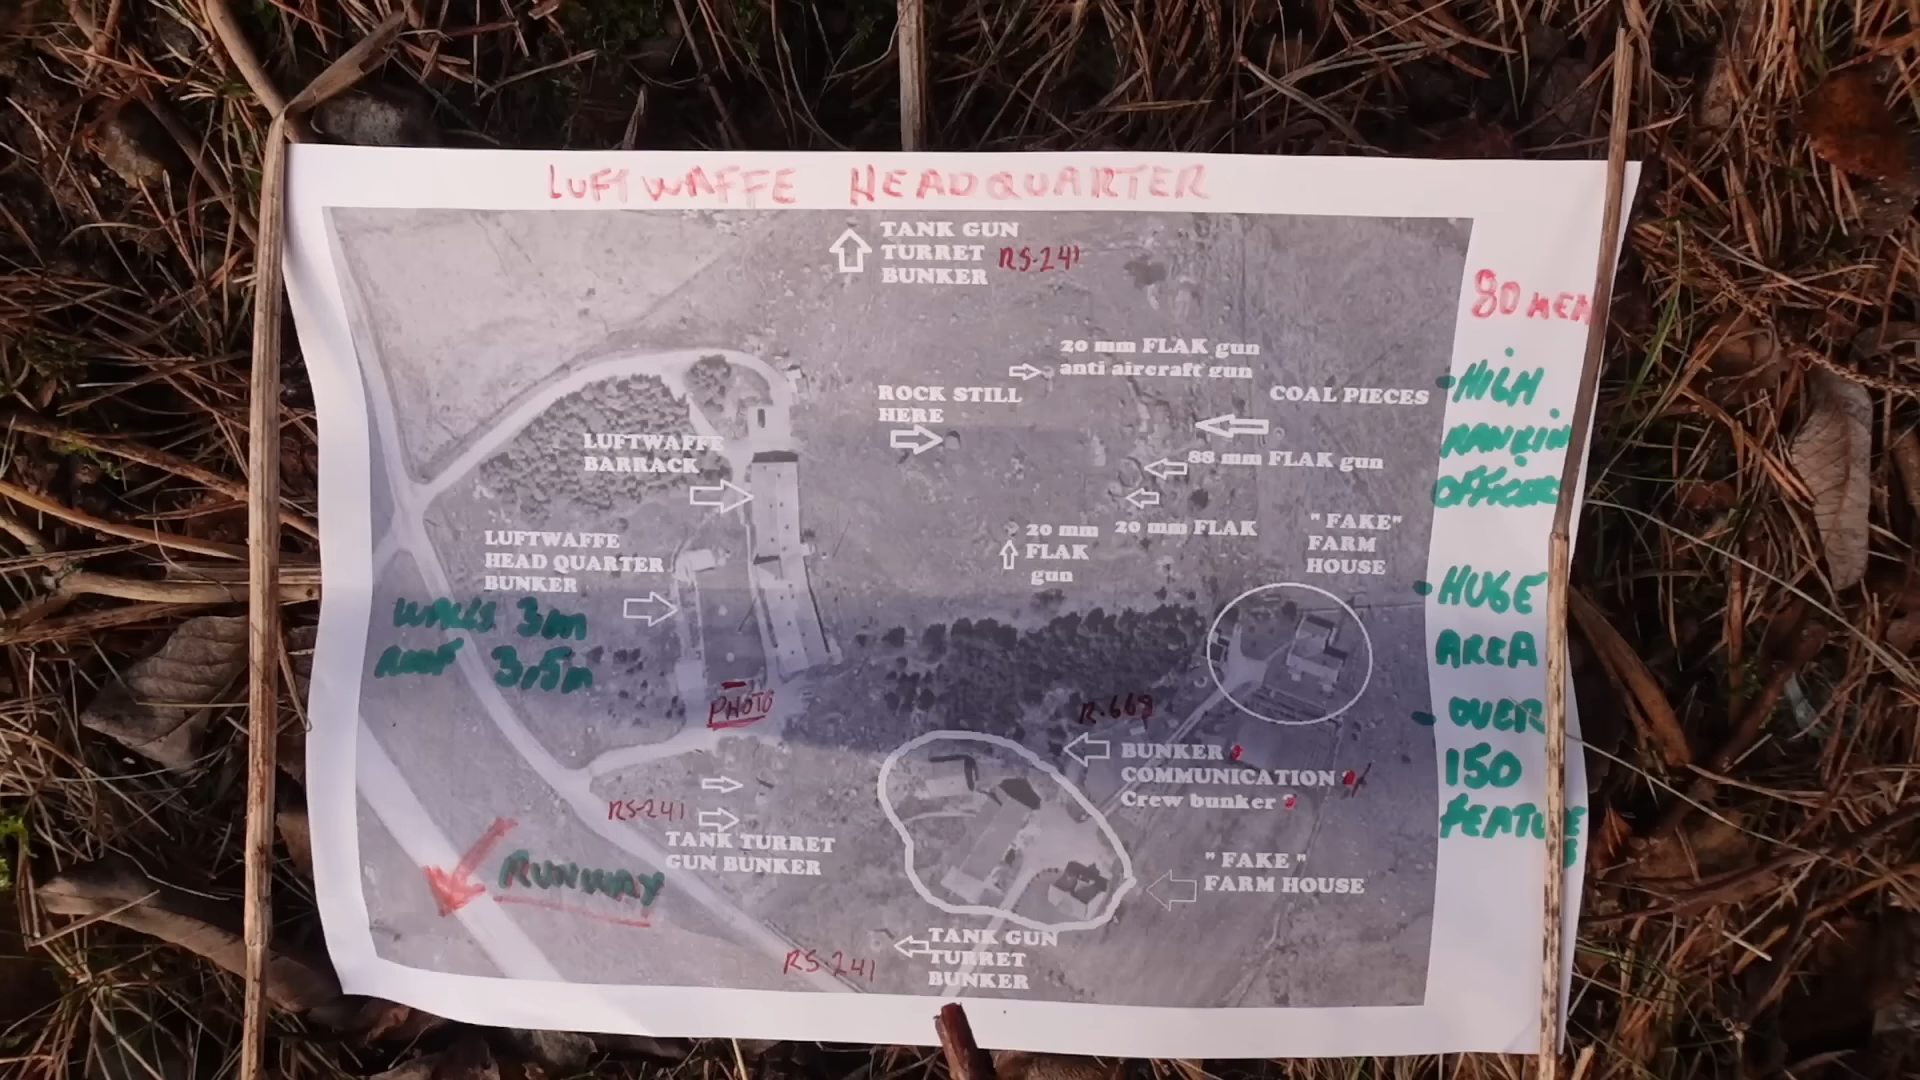 LUFTWAFFE HEADQUARTER
TANK GUN
TURRET RS-241
BUNKER
80 MEN
20 mm FLAK gun
anti aircraft gun
ROCK STILL
HERE
COAL PIECES
- HIGH
RANKIN
OFFICERS
LUFTWAFFE
BARRACK
88 mm FLAK gun
20 mm FLAK
20 mm
FLAK
gun
" FAKE"
FARM
HOUSE
LUFTWAFFE
HEAD QUARTER
BUNKER
WALLS 3m
ROOF 3,5m
- HUGE
AREA
- OVER
150
FEATURES
PHOTO
R-668
BUNKER ?
COMMUNICATION ?
Crew bunker ?
RS-241
TANK TURRET
GUN BUNKER
" FAKE "
FARM HOUSE
RUNWAY
TANK GUN
TURRET
BUNKER
RS-241